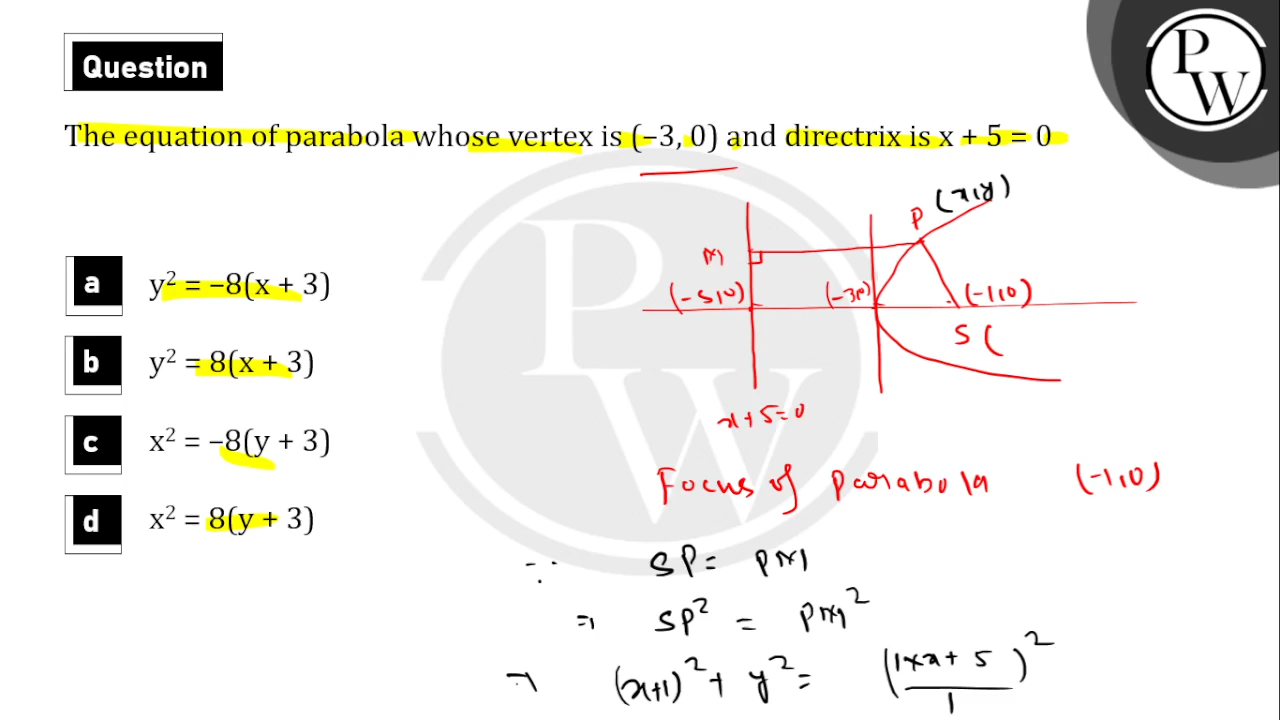 Question
PW
The equation of parabola whose vertex is (–3, 0) and directrix is x + 5 = 0
a y² = –8(x + 3)
b y² = 8(x + 3)
c x² = –8(y + 3)
d x² = 8(y + 3)
P (x,y)
M
(-5,0) (-3,0) (-1,0)
S (
x+5=0
Focus of parabola (-1,0)
∵ SP = PM
⇒ SP² = PM²
⇒ (x+1)² + y² = (1×x+5/1)²
PW